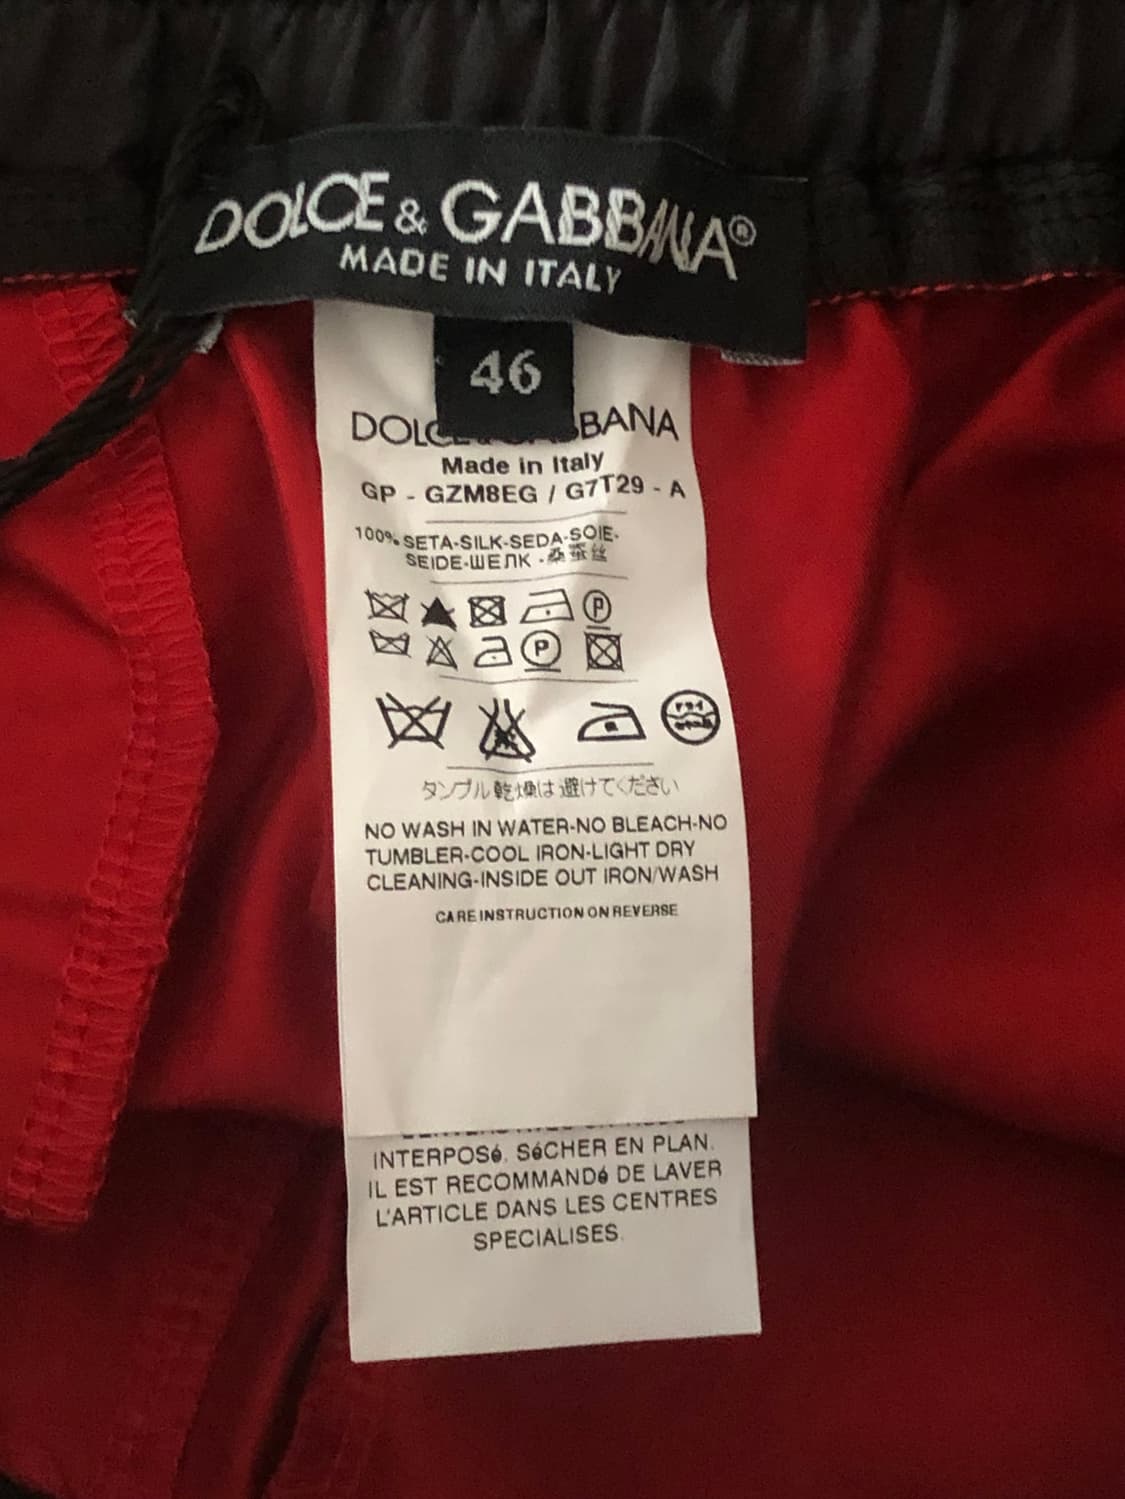 DOLCE & GABBANA®
MADE IN ITALY
46
DOLCE & GABBANA
Made in Italy
GP - GZM8EG / G7T29 - A
100% SETA-SILK-SEDA-SOIE-
SEIDE-ШЕЛК -桑蚕丝
P
P
ドライ
タンブル乾燥は避けてください
NO WASH IN WATER-NO BLEACH-NO
TUMBLER-COOL IRON-LIGHT DRY
CLEANING-INSIDE OUT IRON/WASH
CARE INSTRUCTION ON REVERSE
INTERPOSé. SéCHER EN PLAN.
IL EST RECOMMANDé DE LAVER
L'ARTICLE DANS LES CENTRES
SPECIALISES.